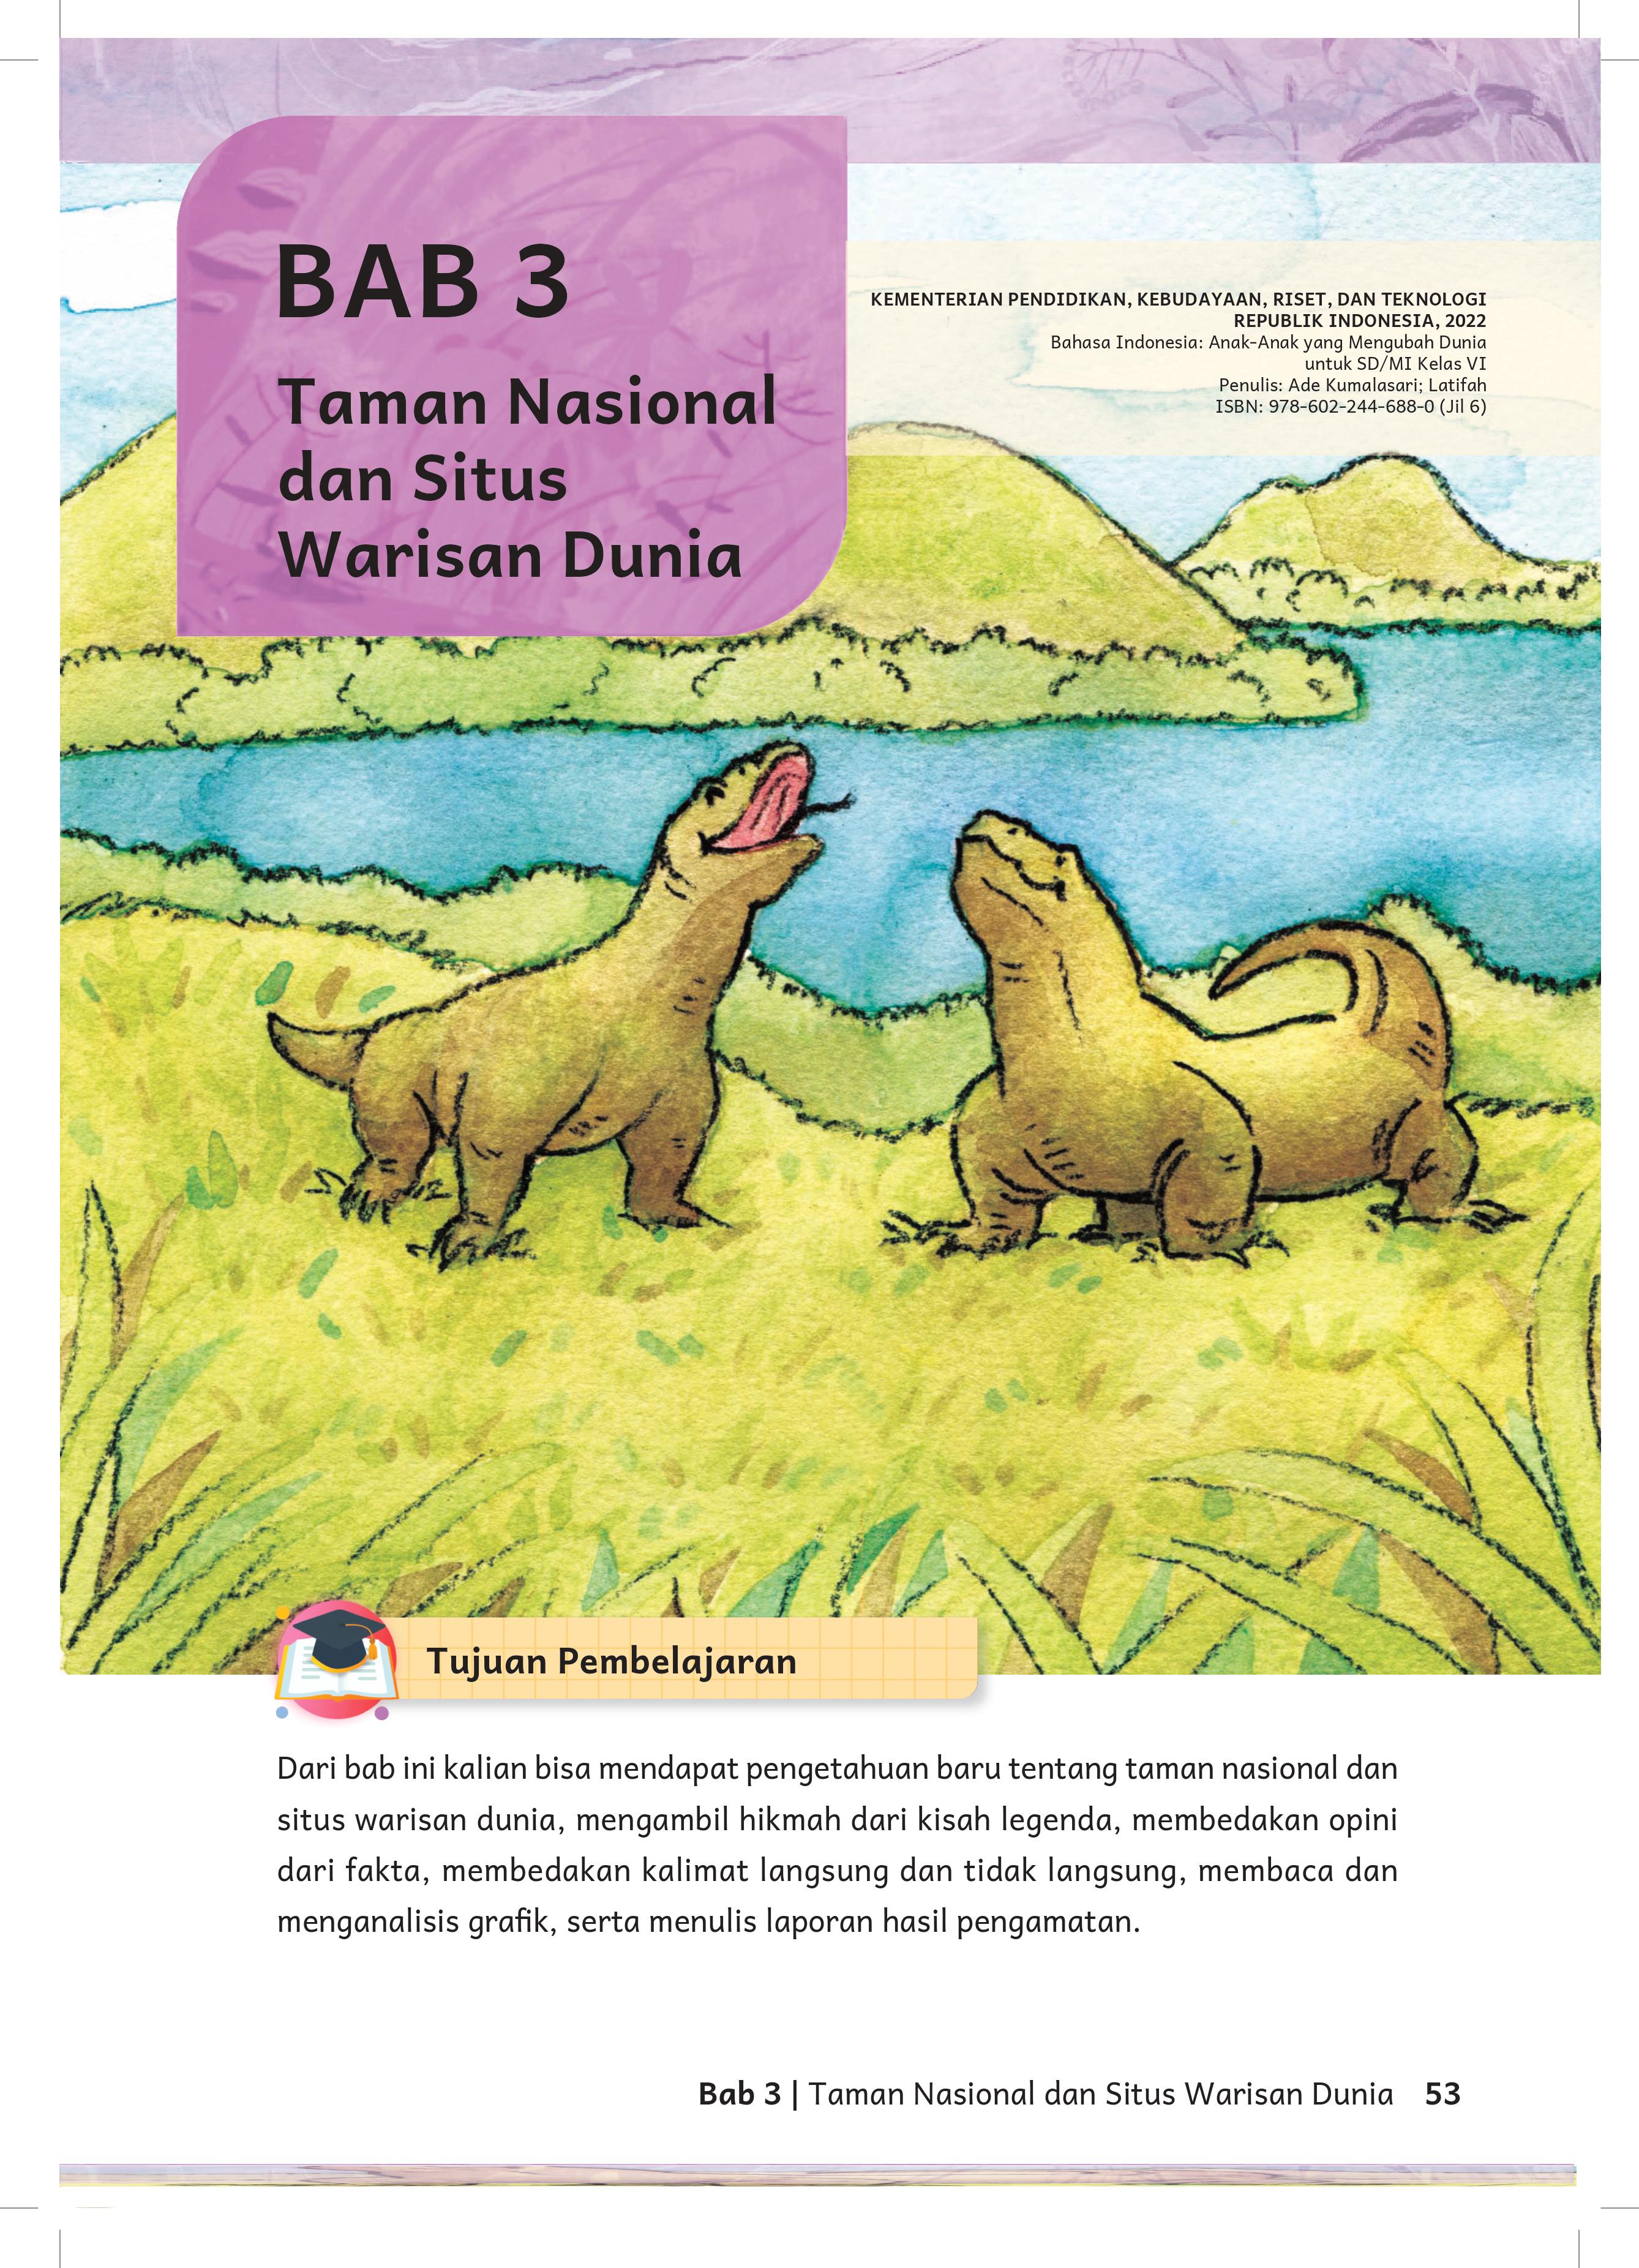 BAB 3
Taman Nasional
dan Situs
Warisan Dunia
KEMENTERIAN PENDIDIKAN, KEBUDAYAAN, RISET, DAN TEKNOLOGI
REPUBLIK INDONESIA, 2022
Bahasa Indonesia: Anak-Anak yang Mengubah Dunia
untuk SD/MI Kelas VI
Penulis: Ade Kumalasari; Latifah
ISBN: 978-602-244-688-0 (Jil 6)
Tujuan Pembelajaran
Dari bab ini kalian bisa mendapat pengetahuan baru tentang taman nasional dan
situs warisan dunia, mengambil hikmah dari kisah legenda, membedakan opini
dari fakta, membedakan kalimat langsung dan tidak langsung, membaca dan
menganalisis grafik, serta menulis laporan hasil pengamatan.
Bab 3 | Taman Nasional dan Situs Warisan Dunia 53